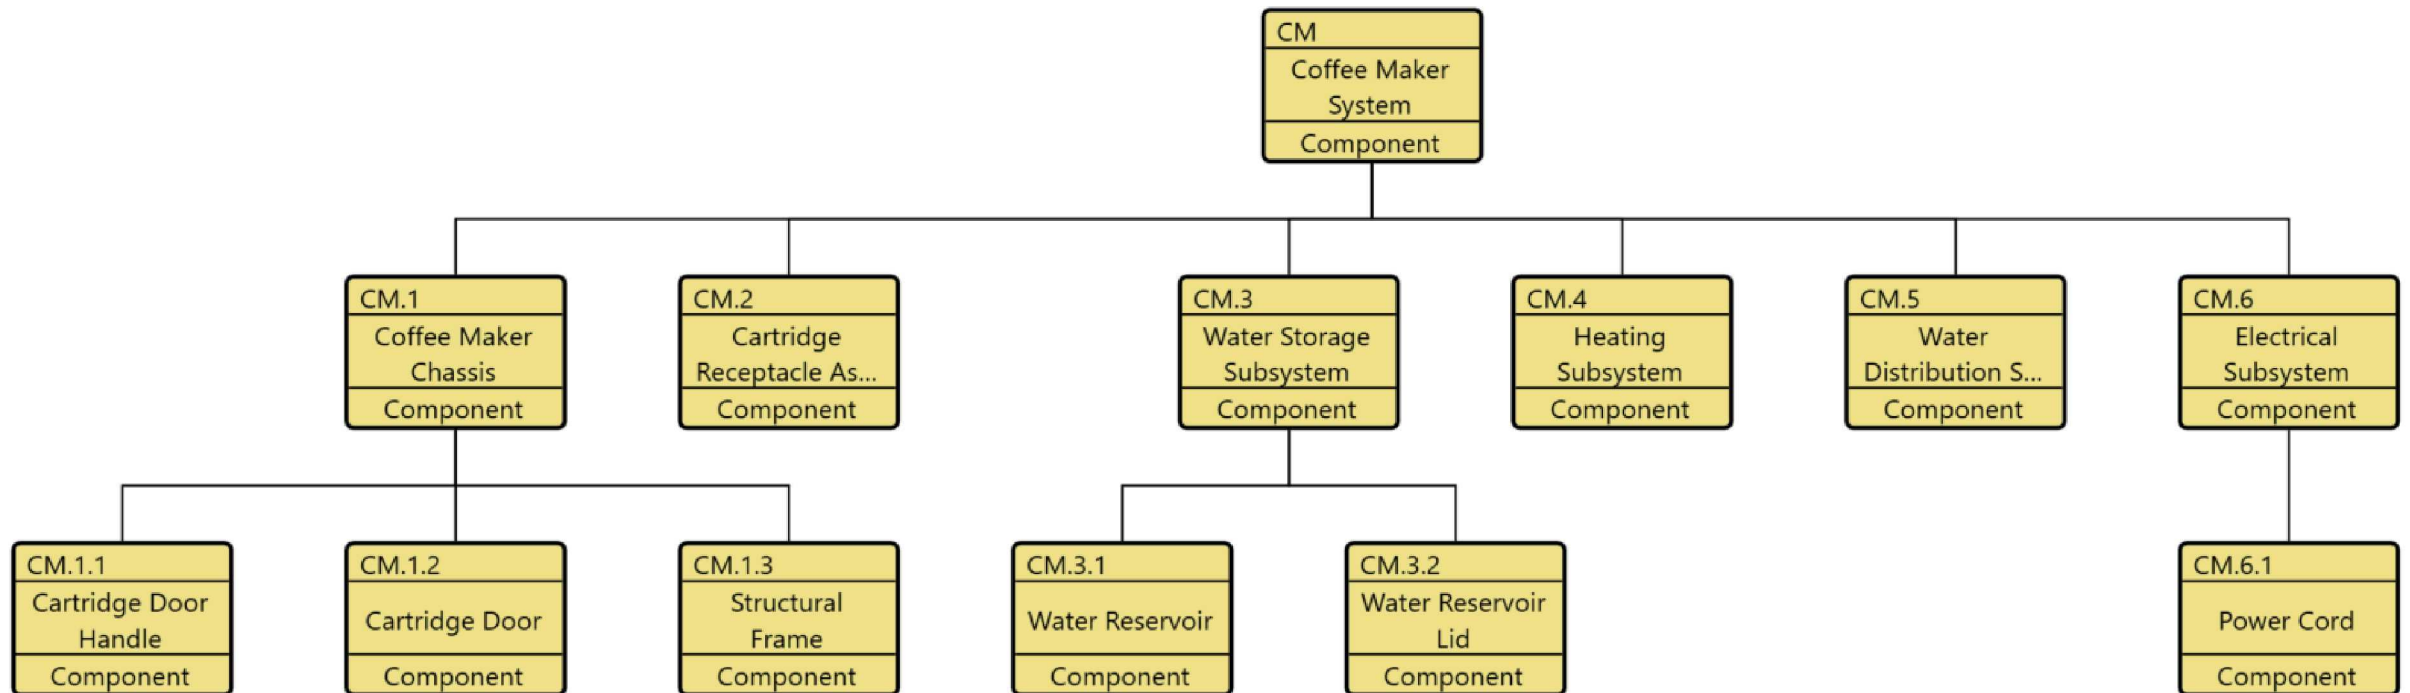 CM
Coffee Maker
System
Component
CM.1
Coffee Maker
Chassis
Component
CM.2
Cartridge
Receptacle As...
Component
CM.3
Water Storage
Subsystem
Component
CM.4
Heating
Subsystem
Component
CM.5
Water
Distribution S...
Component
CM.6
Electrical
Subsystem
Component
CM.1.1
Cartridge Door
Handle
Component
CM.1.2
Cartridge Door
Component
CM.1.3
Structural
Frame
Component
CM.3.1
Water Reservoir
Component
CM.3.2
Water Reservoir
Lid
Component
CM.6.1
Power Cord
Component